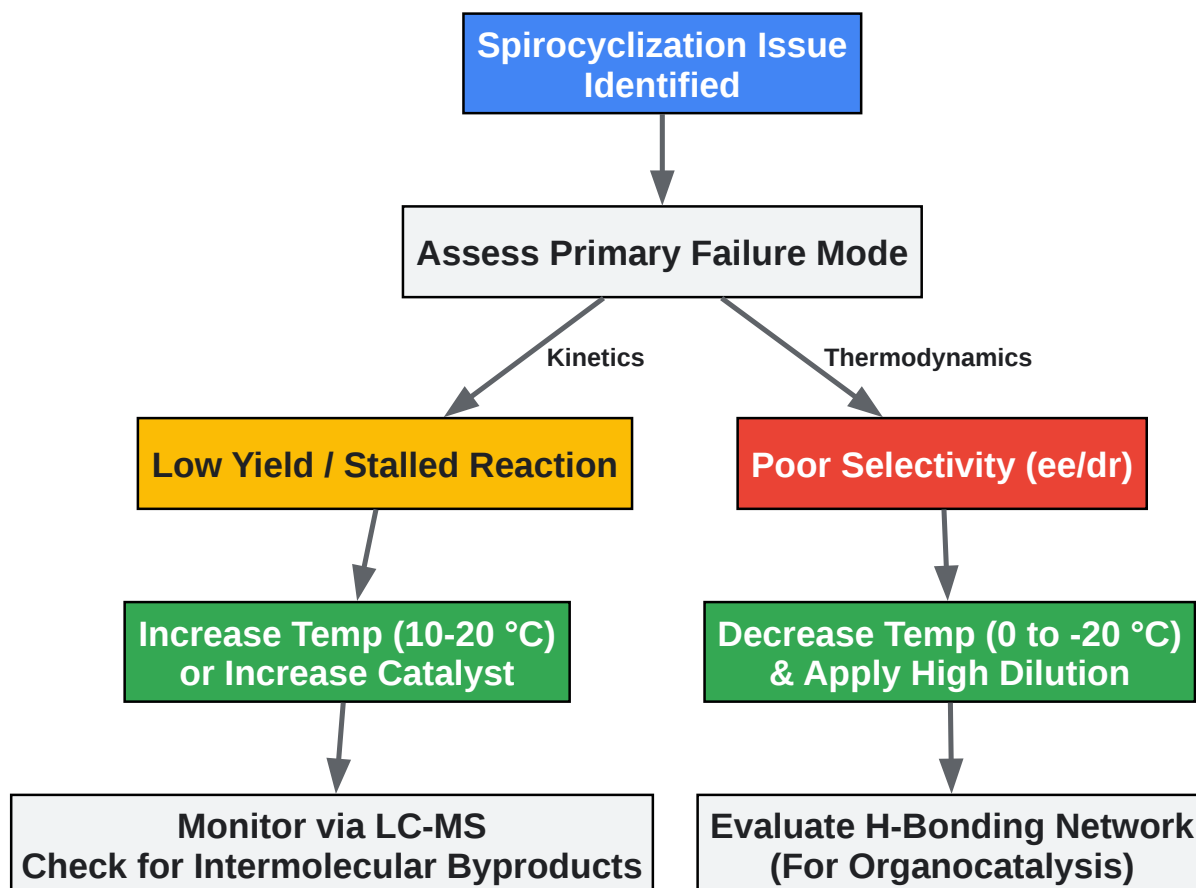 Spirocyclization Issue
Identified
Assess Primary Failure Mode
Kinetics
Thermodynamics
Low Yield / Stalled Reaction
Poor Selectivity (ee/dr)
Increase Temp (10-20 °C)
or Increase Catalyst
Decrease Temp (0 to -20 °C)
& Apply High Dilution
Monitor via LC-MS
Check for Intermolecular Byproducts
Evaluate H-Bonding Network
(For Organocatalysis)